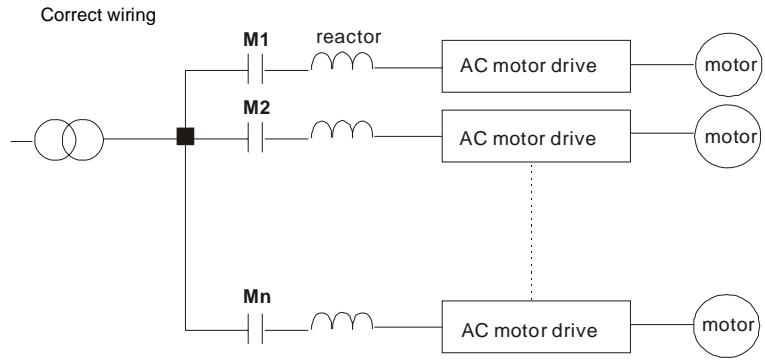 Correct wiring
M1 reactor AC motor drive motor
M2 AC motor drive motor
Mn AC motor drive motor